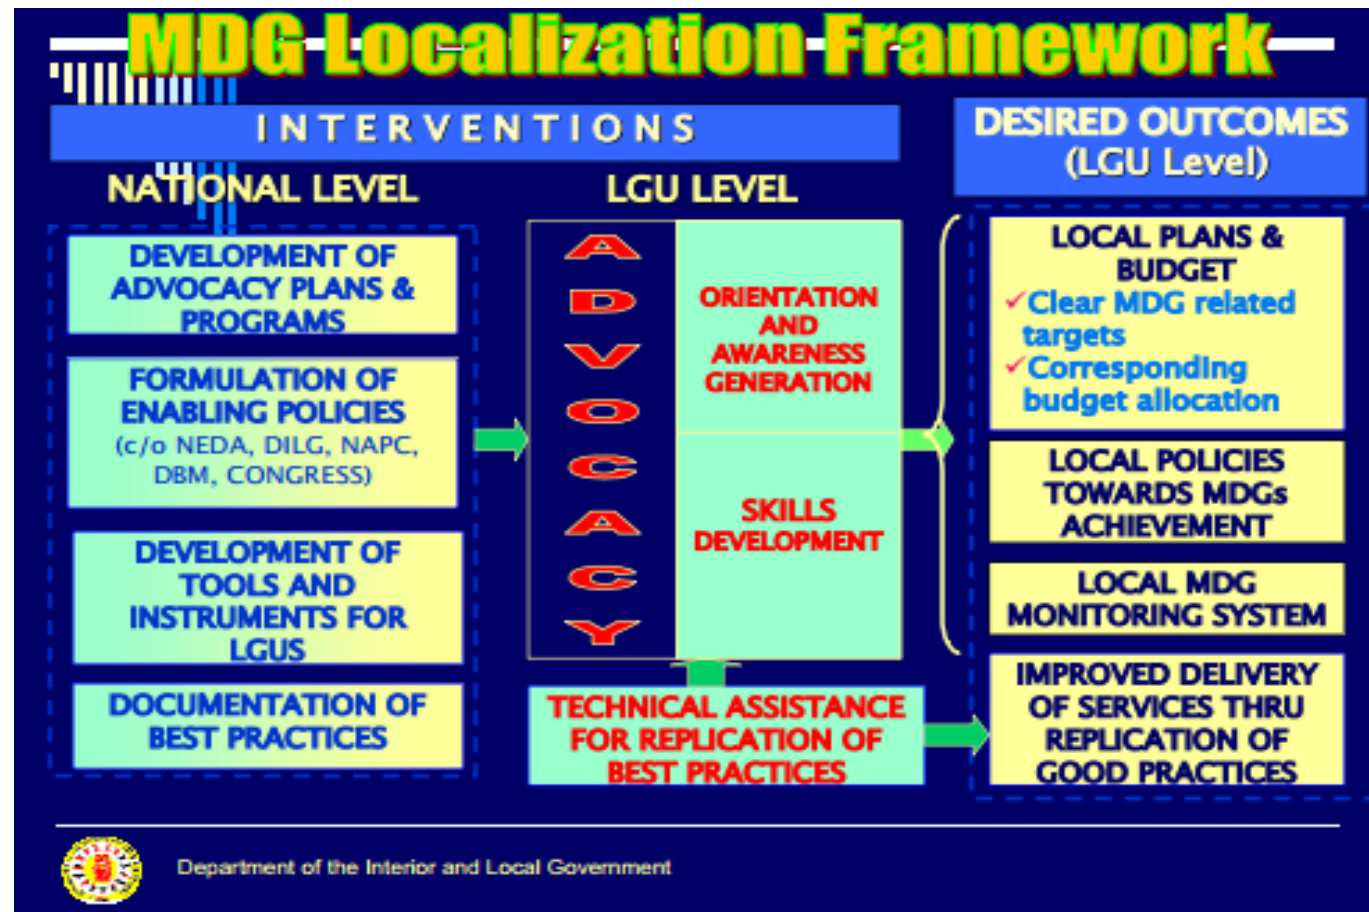 MDG Localization Framework
INTERVENTIONS
NATIONAL LEVEL
DEVELOPMENT OF
ADVOCACY PLANS &
PROGRAMS
FORMULATION OF
ENABLING POLICIES
(c/o NEDA, DILG, NAPC,
DBM, CONGRESS)
DEVELOPMENT OF
TOOLS AND
INSTRUMENTS FOR
LGUS
DOCUMENTATION OF
BEST PRACTICES
LGU LEVEL
A
D
V
O
C
A
C
Y
ORIENTATION
AND
AWARENESS
GENERATION
SKILLS
DEVELOPMENT
TECHNICAL ASSISTANCE
FOR REPLICATION OF
BEST PRACTICES
DESIRED OUTCOMES
(LGU Level)
LOCAL PLANS &
BUDGET
✓Clear MDG related
targets
✓Corresponding
budget allocation
LOCAL POLICIES
TOWARDS MDGs
ACHIEVEMENT
LOCAL MDG
MONITORING SYSTEM
IMPROVED DELIVERY
OF SERVICES THRU
REPLICATION OF
GOOD PRACTICES
Department of the Interior and Local Government